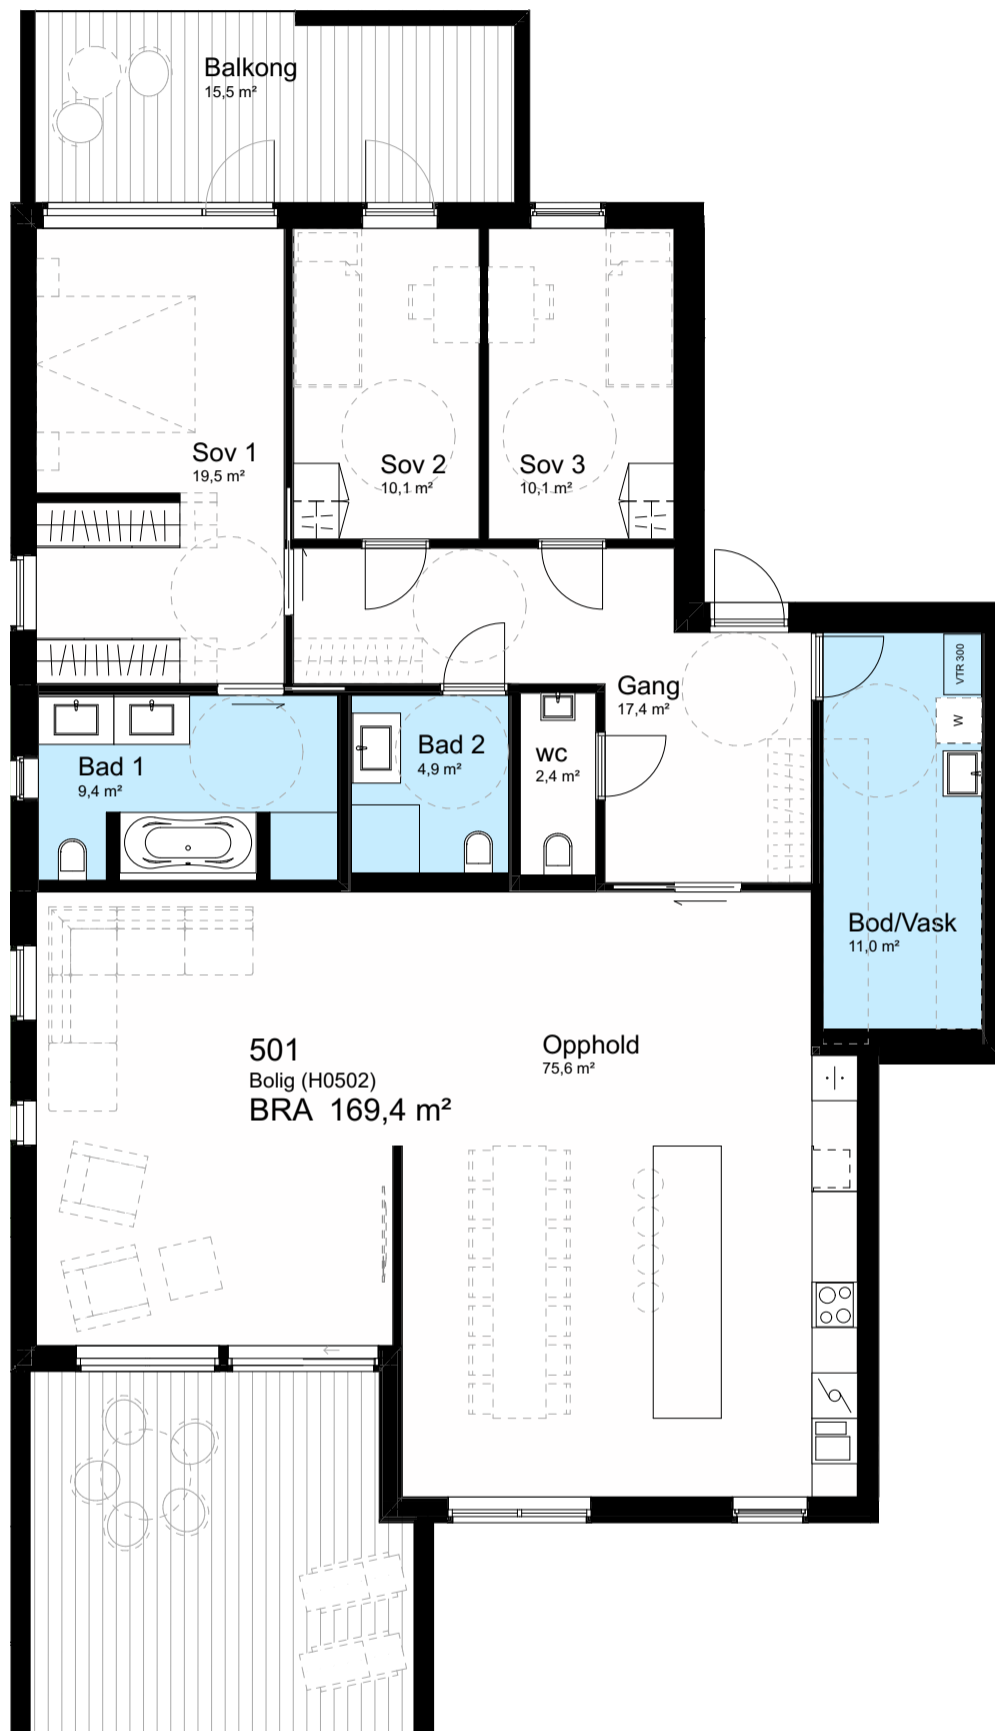 Balkong
15,5 m²
Sov 1
19,5 m²
Sov 2
10,1 m²
Sov 3
10,1 m²
Gang
17,4 m²
VTR 300
W
Bad 1
9,4 m²
Bad 2
4,9 m²
wc
2,4 m²
Bod/Vask
11,0 m²
501
Bolig (H0502)
BRA 169,4 m²
Opphold
75,6 m²